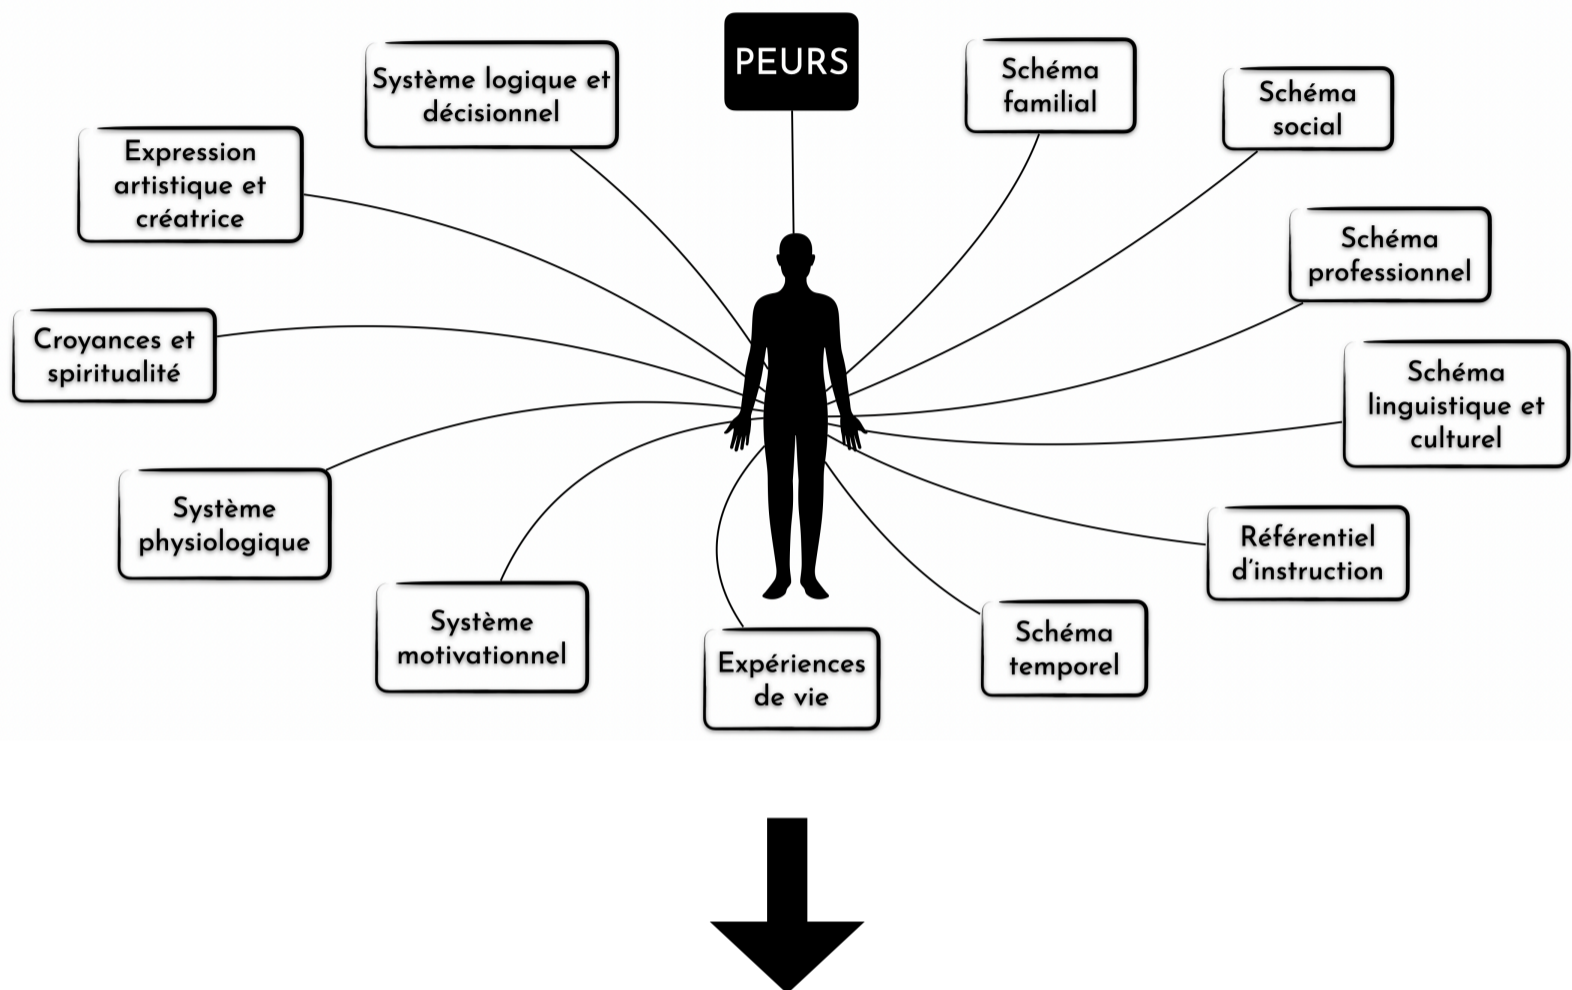 PEURS
Système logique et
décisionnel
Schéma
familial
Schéma
social
Expression
artistique et
créatrice
Schéma
professionnel
Croyances et
spiritualité
Schéma
linguistique et
culturel
Système
physiologique
Référentiel
d'instruction
Système
motivationnel
Schéma
temporel
Expériences
de vie